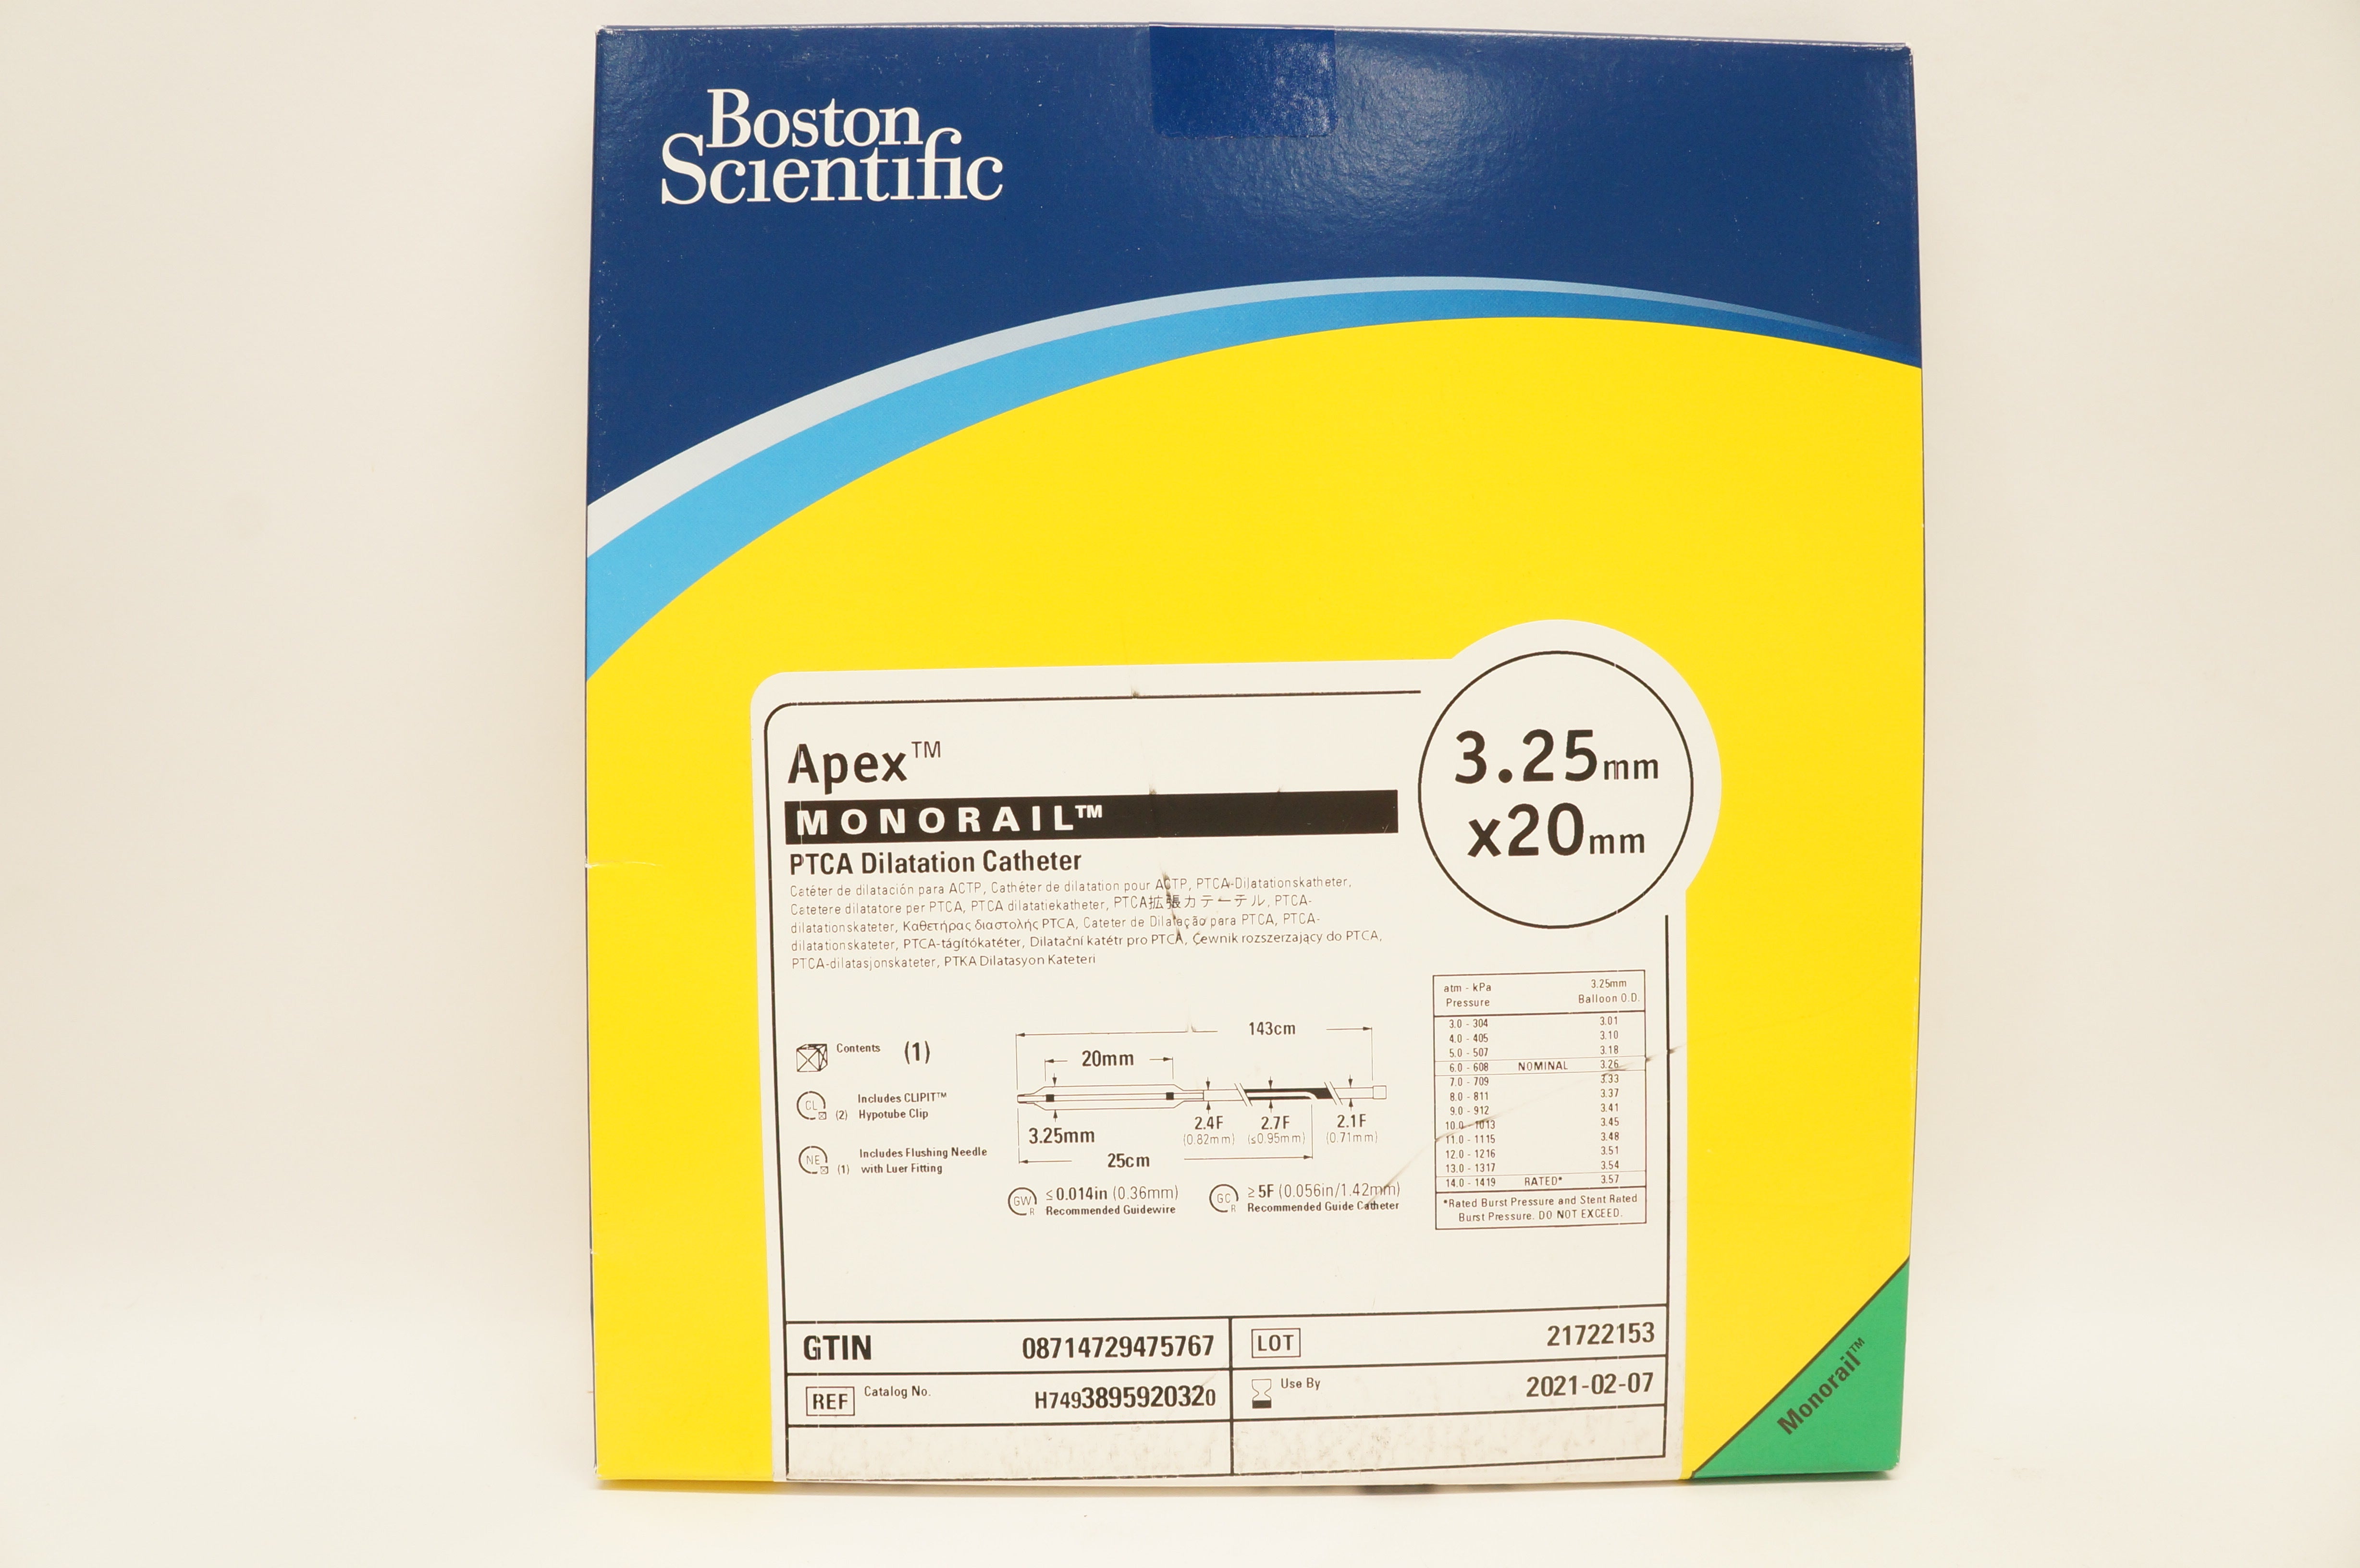 Boston
Scientific
Apex™
MONORAIL™
PTCA Dilatation Catheter
3.25mm
x20mm
Catéter de dilatación para ACTP, Cathéter de dilatation pour ACTP, PTCA-Dilatationskatheter,
Catetere dilatatore per PTCA, PTCA dilatatiekatheter, PTCA拡張カテーテル, PTCA-
dilatationskateter, Καθετήρας διαστολής PTCA, Cateter de Dilatação para PTCA, PTCA-
dilatationskateter, PTCA-tágítókatéter, Dilatační katétr pro PTCA, Cewnik rozszerzający do PTCA,
PTCA-dilatasjonskateter, PTKA Dilatasyon Kateteri
Contents (1)
CL (2) Includes CLIPIT™
Hypotube Clip
NE (1) Includes Flushing Needle
with Luer Fitting
143cm
20mm
3.25mm
2.4F 2.7F 2.1F
(0.82mm) (≤0.95mm) (0.71mm)
25cm
GW R ≤0.014in (0.36mm)
Recommended Guidewire
GC R ≥5F (0.056in/1.42mm)
Recommended Guide Catheter
atm - kPa 3.25mm
Pressure Balloon O.D.
3.0 - 304 3.01
4.0 - 405 3.10
5.0 - 507 3.18
6.0 - 608 NOMINAL 3.26
7.0 - 709 3.33
8.0 - 811 3.37
9.0 - 912 3.41
10.0 - 1013 3.45
11.0 - 1115 3.48
12.0 - 1216 3.51
13.0 - 1317 3.54
14.0 - 1419 RATED* 3.57
*Rated Burst Pressure and Stent Rated
Burst Pressure. DO NOT EXCEED.
GTIN 08714729475767
LOT 21722153
REF Catalog No. H7493895920320
Use By 2021-02-07
Monorail™